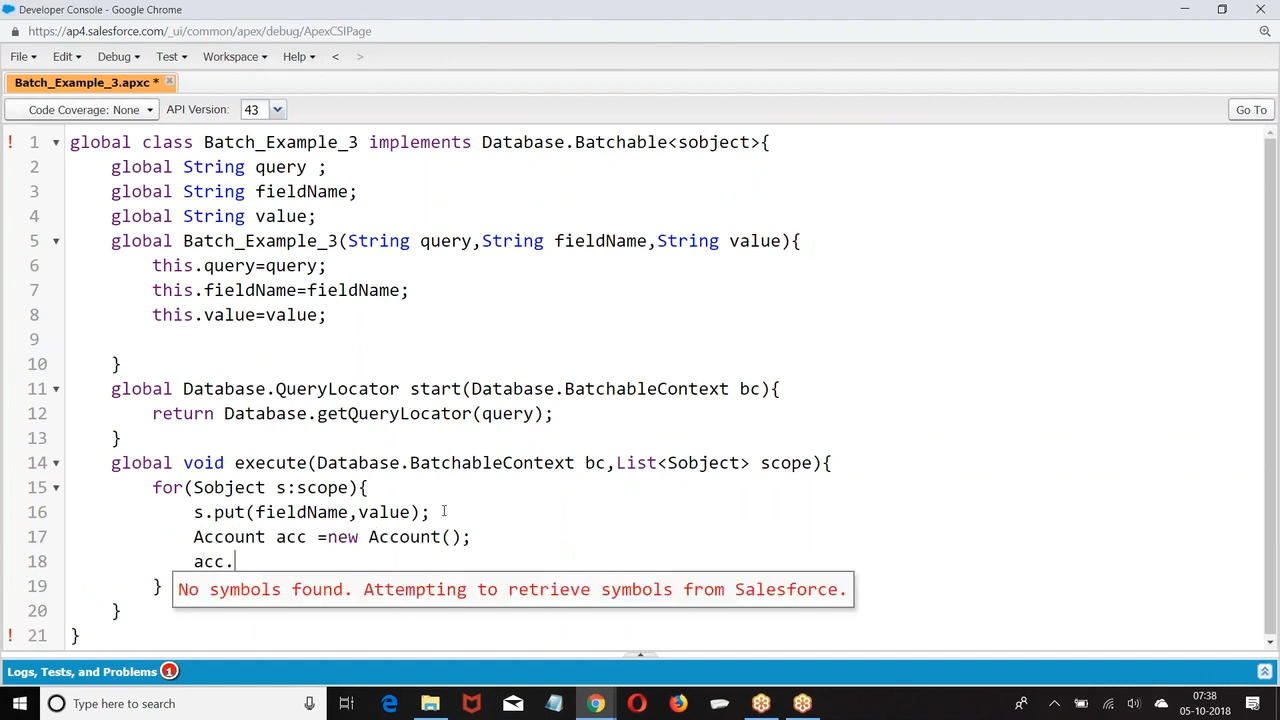 Developer Console - Google Chrome
https://ap4.salesforce.com/_ui/common/apex/debug/ApexCSIPage
File Edit Debug Test Workspace Help < >
Batch_Example_3.apxc *
Code Coverage: None API Version: 43 Go To
! 1 global class Batch_Example_3 implements Database.Batchable<sobject>{
2 global String query ;
3 global String fieldName;
4 global String value;
5 global Batch_Example_3(String query,String fieldName,String value){
6 this.query=query;
7 this.fieldName=fieldName;
8 this.value=value;
9
10 }
11 global Database.QueryLocator start(Database.BatchableContext bc){
12 return Database.getQueryLocator(query);
13 }
14 global void execute(Database.BatchableContext bc,List<Sobject> scope){
15 for(Sobject s:scope){
16 s.put(fieldName,value);
17 Account acc =new Account();
18 acc.
No symbols found. Attempting to retrieve symbols from Salesforce.
19 }
20 }
! 21 }
Logs, Tests, and Problems 1
Type here to search
07:38
05-10-2018